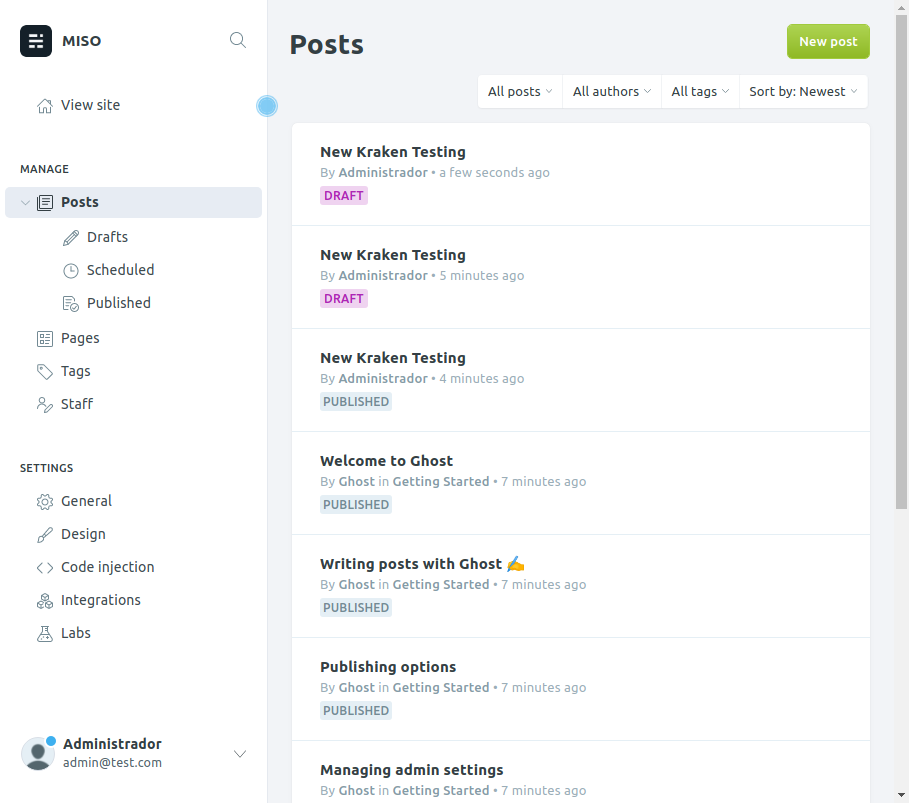 MISO
View site
MANAGE
Posts
Drafts
Scheduled
Published
Pages
Tags
Staff
SETTINGS
General
Design
Code injection
Integrations
Labs
Administrador
admin@test.com
Posts
New post
All posts All authors All tags Sort by: Newest
New Kraken Testing
By Administrador • a few seconds ago
DRAFT
New Kraken Testing
By Administrador • 5 minutes ago
DRAFT
New Kraken Testing
By Administrador • 4 minutes ago
PUBLISHED
Welcome to Ghost
By Ghost in Getting Started • 7 minutes ago
PUBLISHED
Writing posts with Ghost ✍️
By Ghost in Getting Started • 7 minutes ago
PUBLISHED
Publishing options
By Ghost in Getting Started • 7 minutes ago
PUBLISHED
Managing admin settings
By Ghost in Getting Started • 7 minutes ago